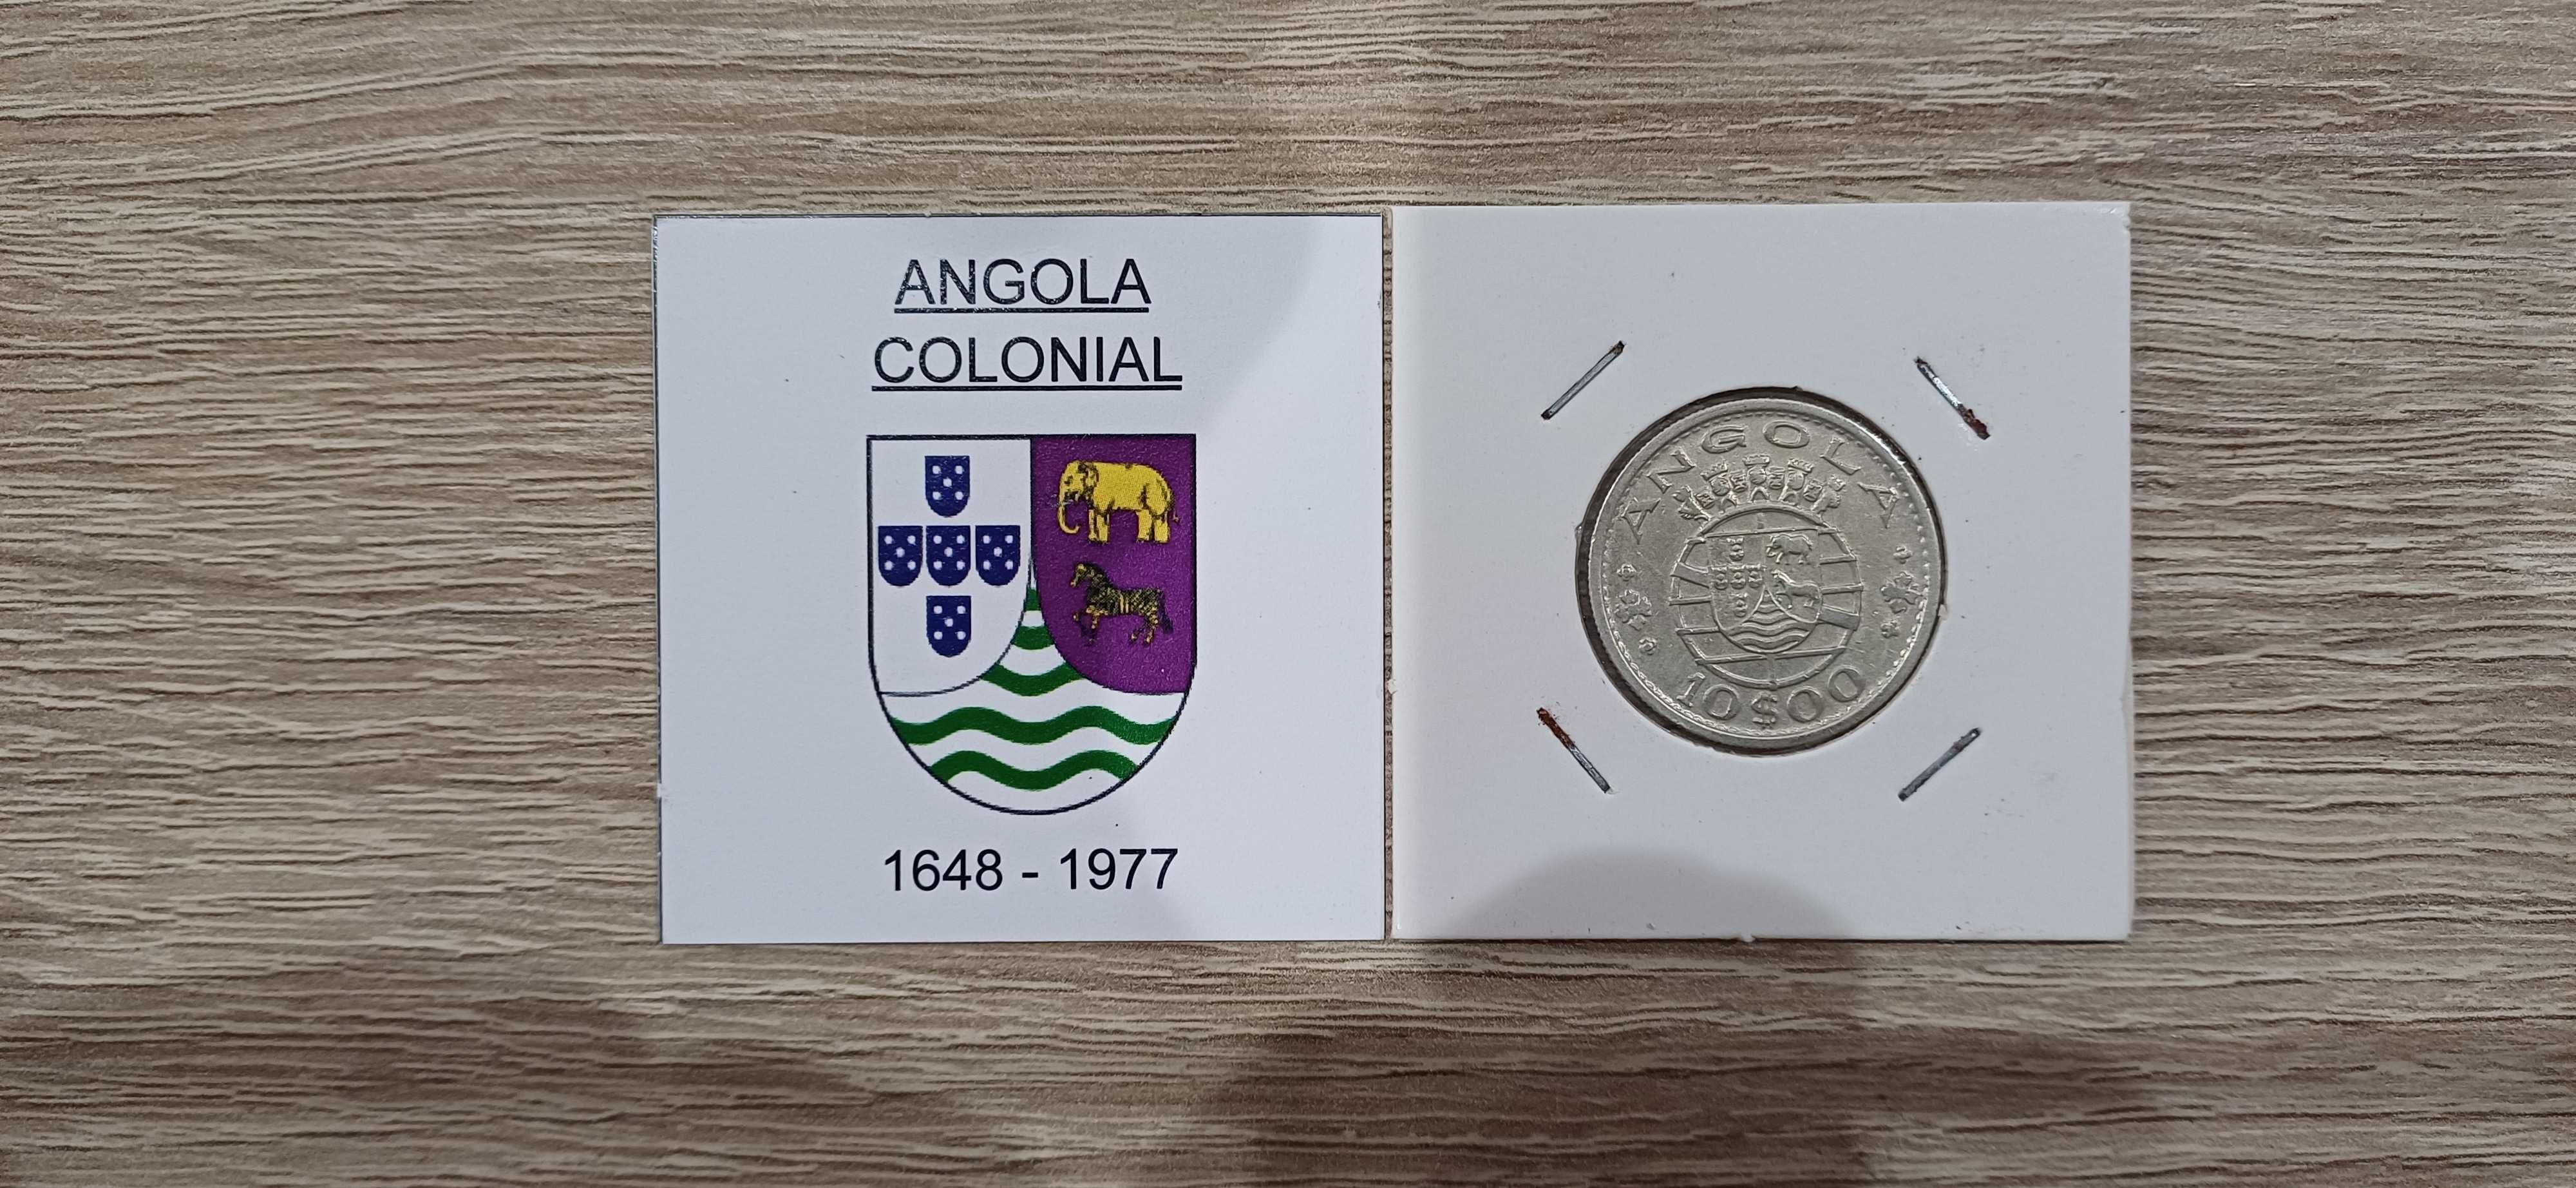 ANGOLA
COLONIAL
1648 - 1977
ANGOLA
10$00